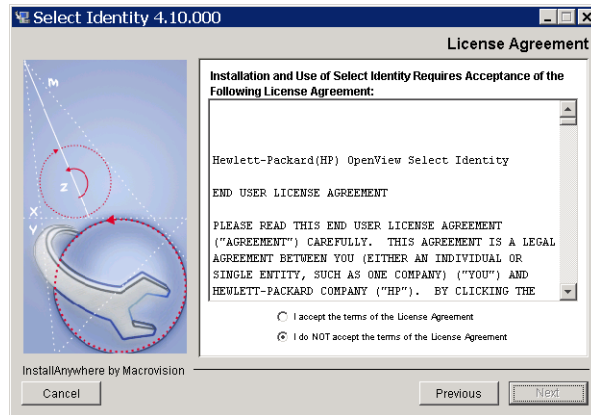 Select Identity 4.10.000
License Agreement
Installation and Use of Select Identity Requires Acceptance of the
Following License Agreement:
Hewlett-Packard(HP) OpenView Select Identity
END USER LICENSE AGREEMENT
PLEASE READ THIS END USER LICENSE AGREEMENT
("AGREEMENT") CAREFULLY.  THIS AGREEMENT IS A LEGAL
AGREEMENT BETWEEN YOU (EITHER AN INDIVIDUAL OR
SINGLE ENTITY, SUCH AS ONE COMPANY) ("YOU") AND
HEWLETT-PACKARD COMPANY ("HP").  BY CLICKING THE
I accept the terms of the License Agreement
I do NOT accept the terms of the License Agreement
M
Z
X
Y
InstallAnywhere by Macrovision
Cancel
Previous
Next